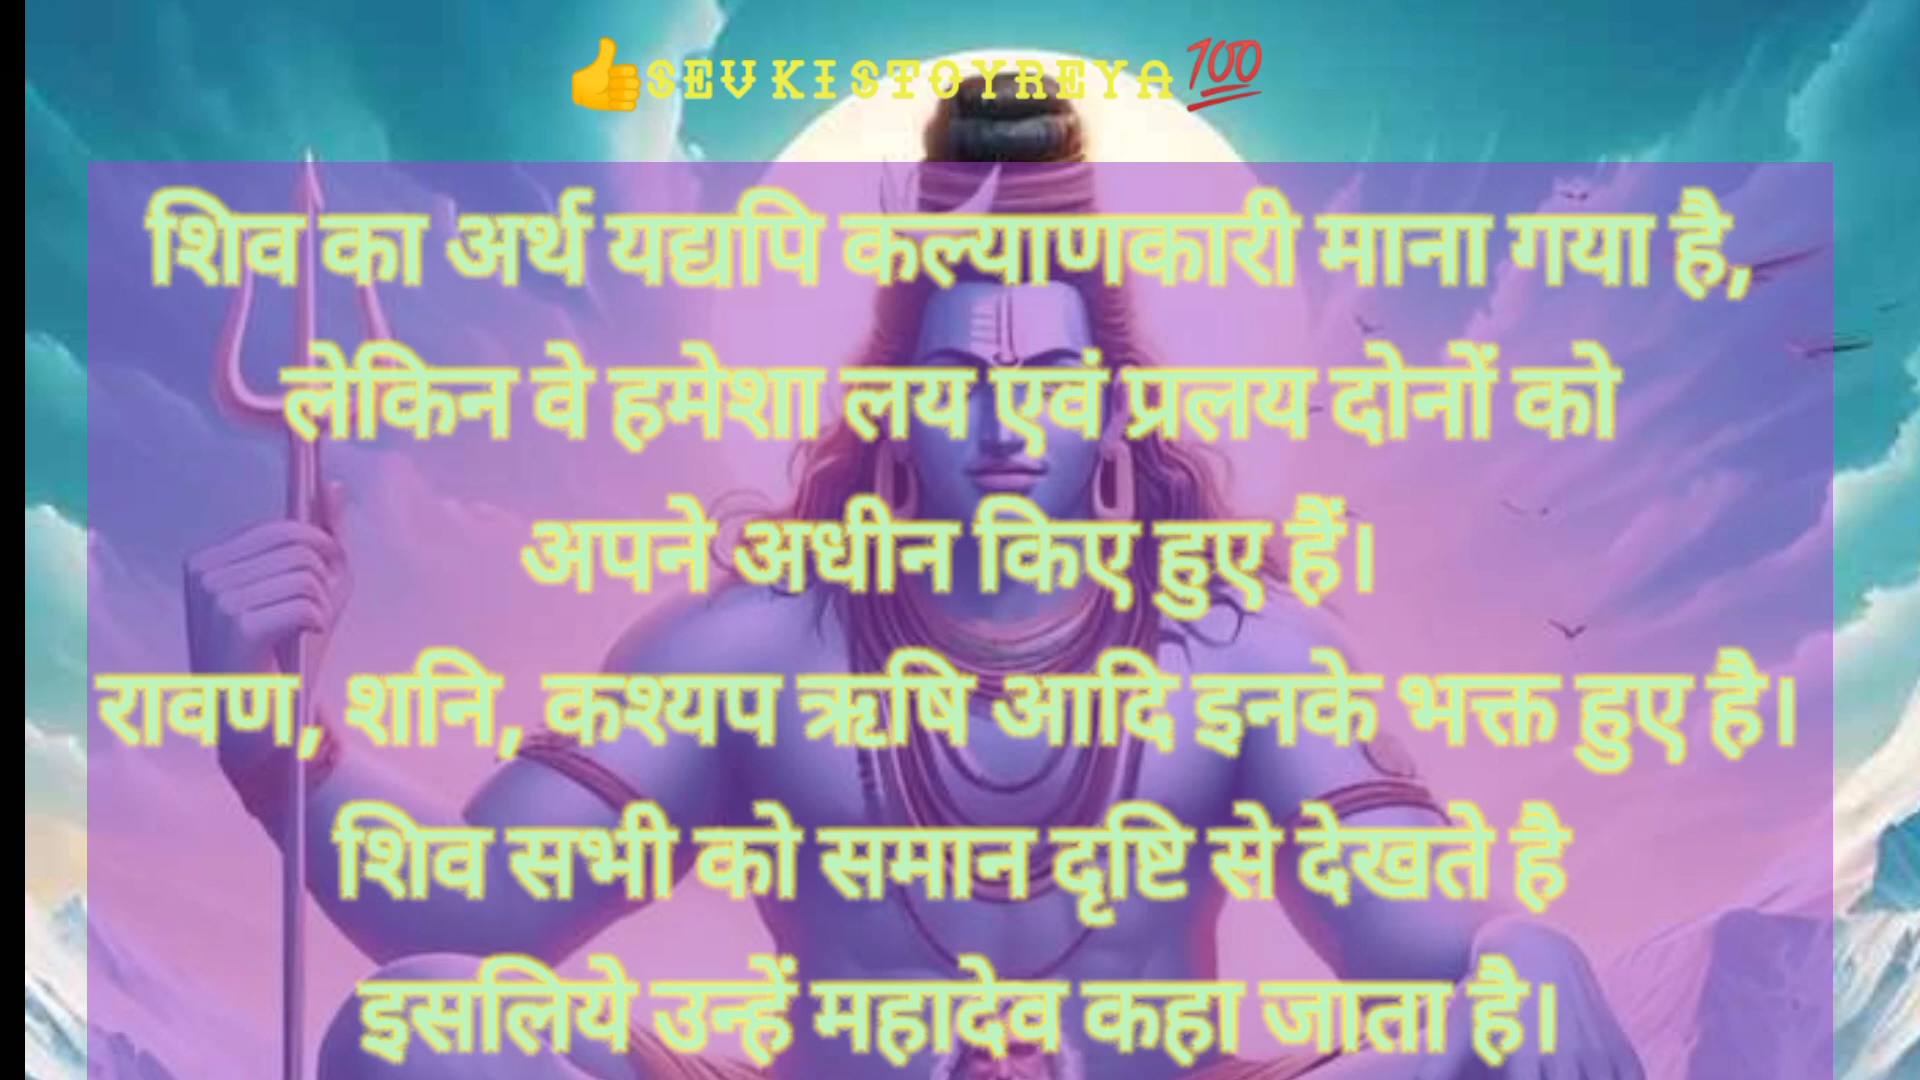 👍SEVKISTOYREYA💯
शिव का अर्थ यद्यपि कल्याणकारी माना गया है,
लेकिन वे हमेशा लय एवं प्रलय दोनों को
अपने अधीन किए हुए हैं।
रावण, शनि, कश्यप ऋषि आदि इनके भक्त हुए है।
शिव सभी को समान दृष्टि से देखते है
इसलिये उन्हें महादेव कहा जाता है।